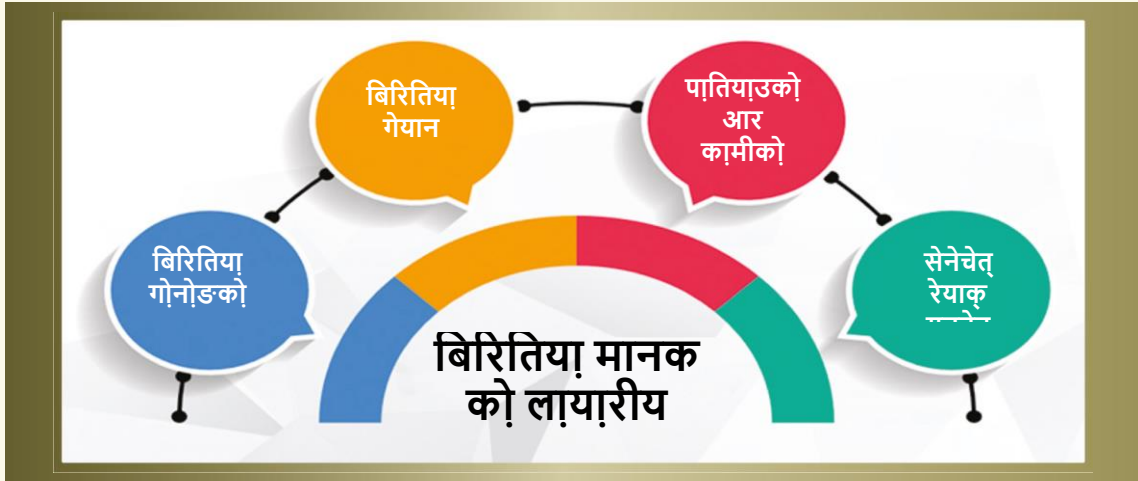 बिरितिया़
गोऩोङको़
बिरितिया़
गेयान
पा़तिया़उको़
आर
का़मीको़
सेनेचेत्
रेयाक्
बिरितिया़ मानक
को़ ला़या़रीय